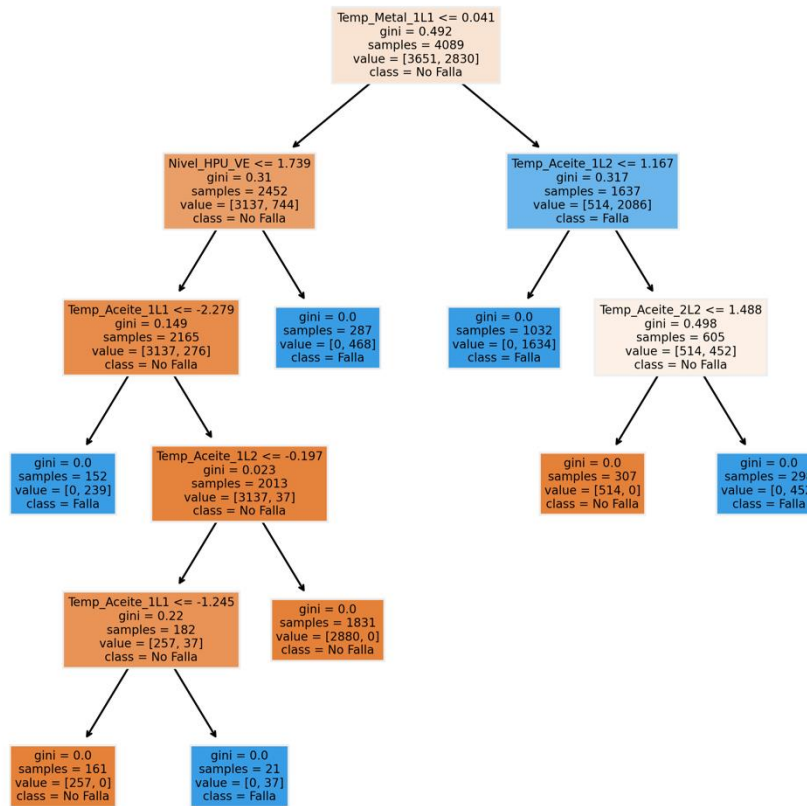 Temp_Metal_1L1 <= 0.041
gini = 0.492
samples = 4089
value = [3651, 2830]
class = No Falla
Nivel_HPU_VE <= 1.739
gini = 0.31
samples = 2452
value = [3137, 744]
class = No Falla
Temp_Aceite_1L2 <= 1.167
gini = 0.317
samples = 1637
value = [514, 2086]
class = Falla
Temp_Aceite_1L1 <= -2.279
gini = 0.149
samples = 2165
value = [3137, 276]
class = No Falla
gini = 0.0
samples = 287
value = [0, 468]
class = Falla
gini = 0.0
samples = 1032
value = [0, 1634]
class = Falla
Temp_Aceite_2L2 <= 1.488
gini = 0.498
samples = 605
value = [514, 452]
class = No Falla
gini = 0.0
samples = 152
value = [0, 239]
class = Falla
Temp_Aceite_1L2 <= -0.197
gini = 0.023
samples = 2013
value = [3137, 37]
class = No Falla
gini = 0.0
samples = 307
value = [514, 0]
class = No Falla
gini = 0.0
samples = 29
value = [0, 45
class = Falla
Temp_Aceite_1L1 <= -1.245
gini = 0.22
samples = 182
value = [257, 37]
class = No Falla
gini = 0.0
samples = 1831
value = [2880, 0]
class = No Falla
gini = 0.0
samples = 161
value = [257, 0]
class = No Falla
gini = 0.0
samples = 21
value = [0, 37]
class = Falla